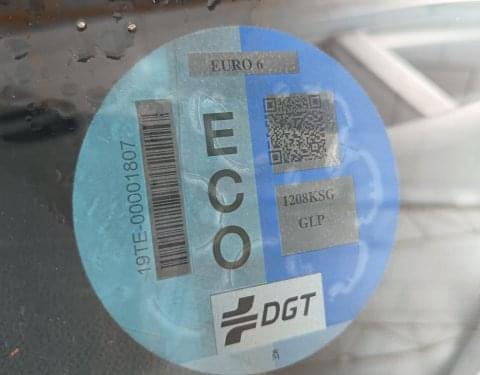 EURO 6
19TE-00001807
ECO
1208KSG
GLP
DGT